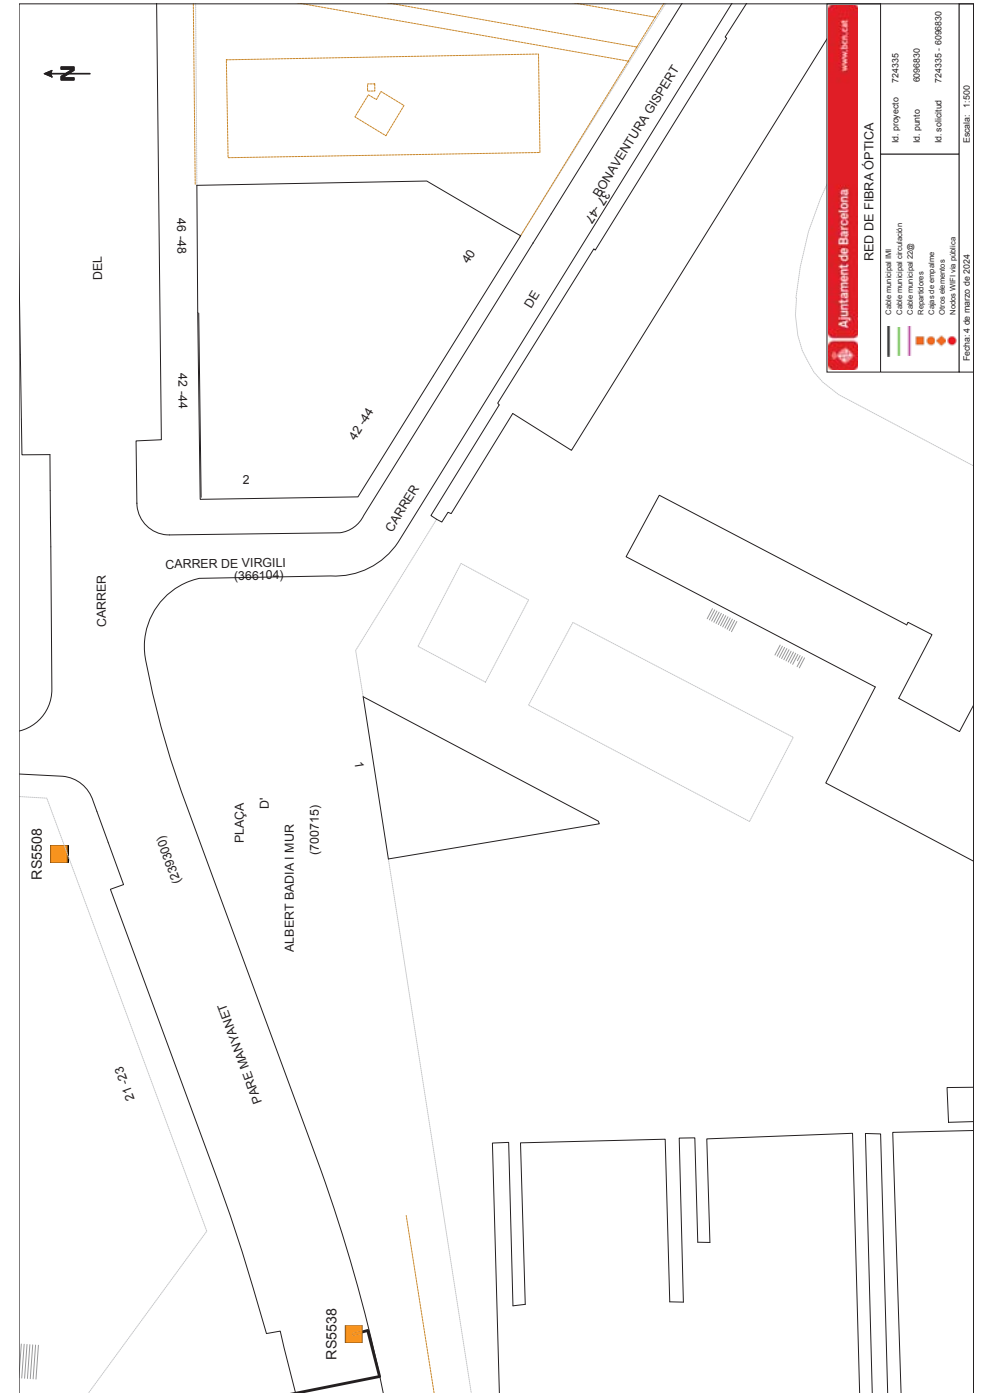 N
www.bcn.cat
Ajuntament de Barcelona
RED DE FIBRA ÓPTICA
Id. proyecto 724335
Id. punto 6096830
Id. solicitud 724335 - 6096830
Cable municipal IMI
Cable municipal circulación
Cable municipal 22@
Repartidores
Cajas de empalme
Otros elementos
Nodos WIFI vía pública
Fecha: 4 de marzo de 2024
Escala: 1:500
DEL
46 -48
42 -44
2
40
42 -44
BONAVENTURA GISPERT
37 -47
DE
CARRER
CARRER DE VIRGILI
(366104)
CARRER
1
PLAÇA
D'
ALBERT BADIA I MUR
(700715)
(239300)
PARE MANYANET
RS5508
21 -23
RS5538